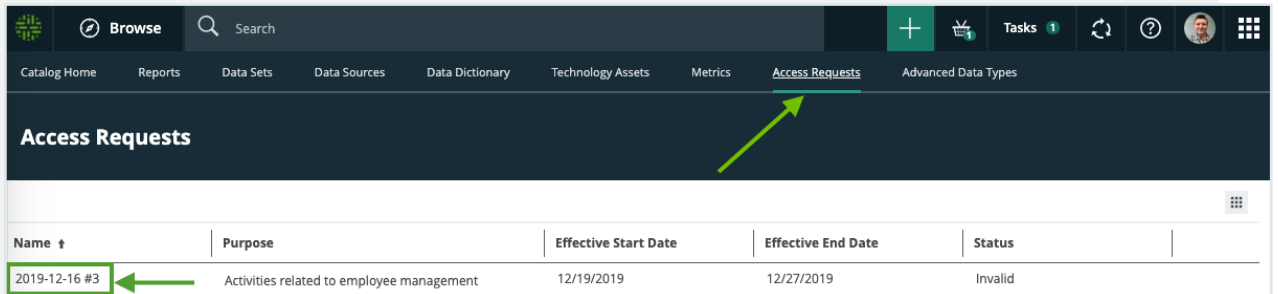 Browse Search Tasks 1
1
Catalog Home Reports Data Sets Data Sources Data Dictionary Technology Assets Metrics Access Requests Advanced Data Types
Access Requests
Name Purpose Effective Start Date Effective End Date Status
2019-12-16 #3 Activities related to employee management 12/19/2019 12/27/2019 Invalid